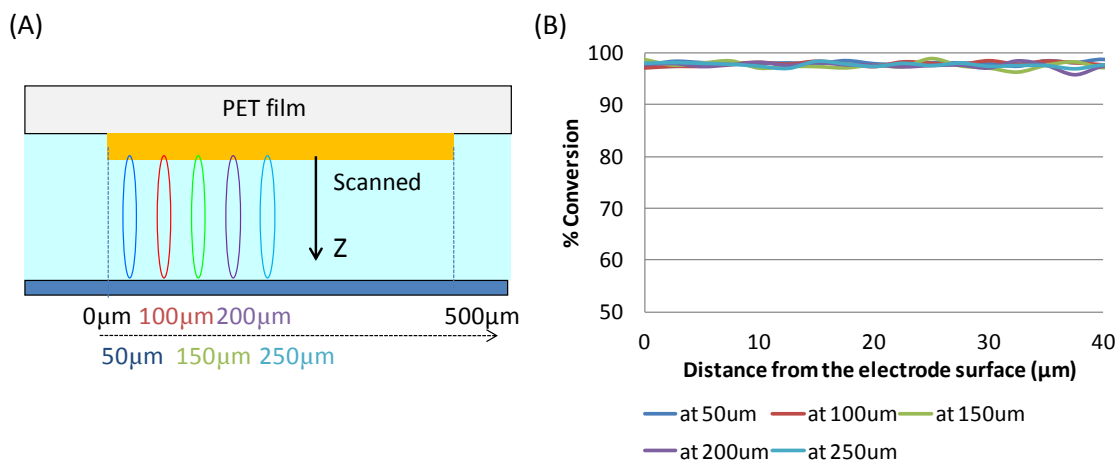 (A)
PET film
Scanned
Z
0µm 100µm 200µm 500µm
50µm 150µm 250µm
(B)
% Conversion
100
90
80
70
60
50
0 10 20 30 40
Distance from the electrode surface (µm)
at 50um at 100um at 150um
at 200um at 250um